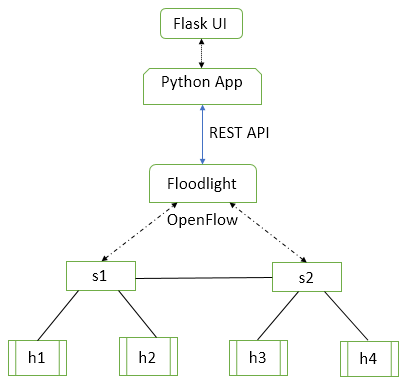 Flask UI
Python App
REST API
Floodlight
OpenFlow
s1
s2
h1
h2
h3
h4